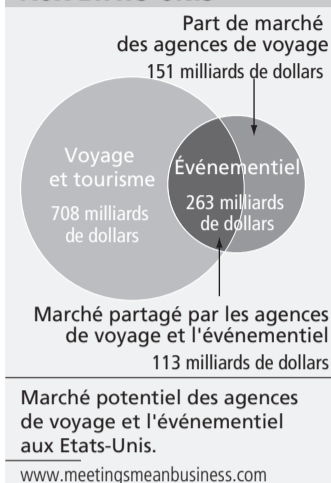 Part de marché
des agences de voyage
151 milliards de dollars
Voyage
et tourisme
708 milliards
de dollars
Événementiel
263 milliards
de dollars
Marché partagé par les agences
de voyage et l'événementiel
113 milliards de dollars
Marché potentiel des agences
de voyage et l'événementiel
aux Etats-Unis.
www.meetingsmeanbusiness.com